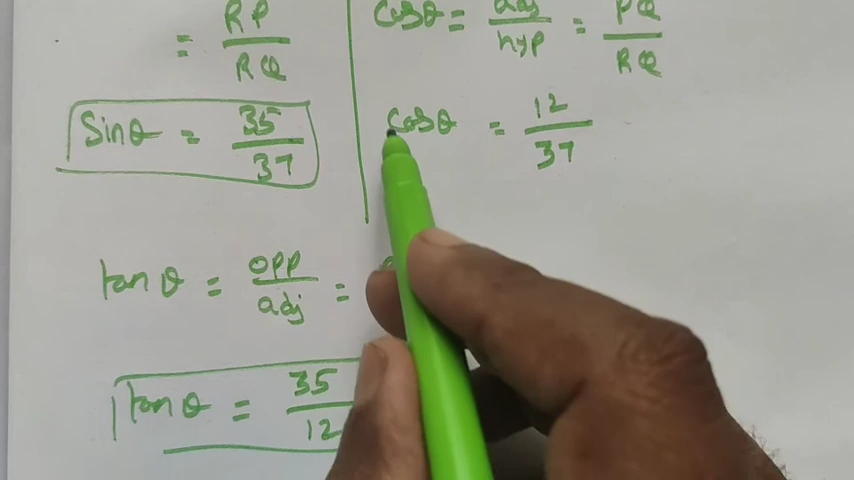 = RP / RQ
Sinθ = 35 / 37
Cosθ = adj / hyp = PQ / RQ
Cosθ = 12 / 37
tan θ = opp / adj =
tan θ = 35 / 12